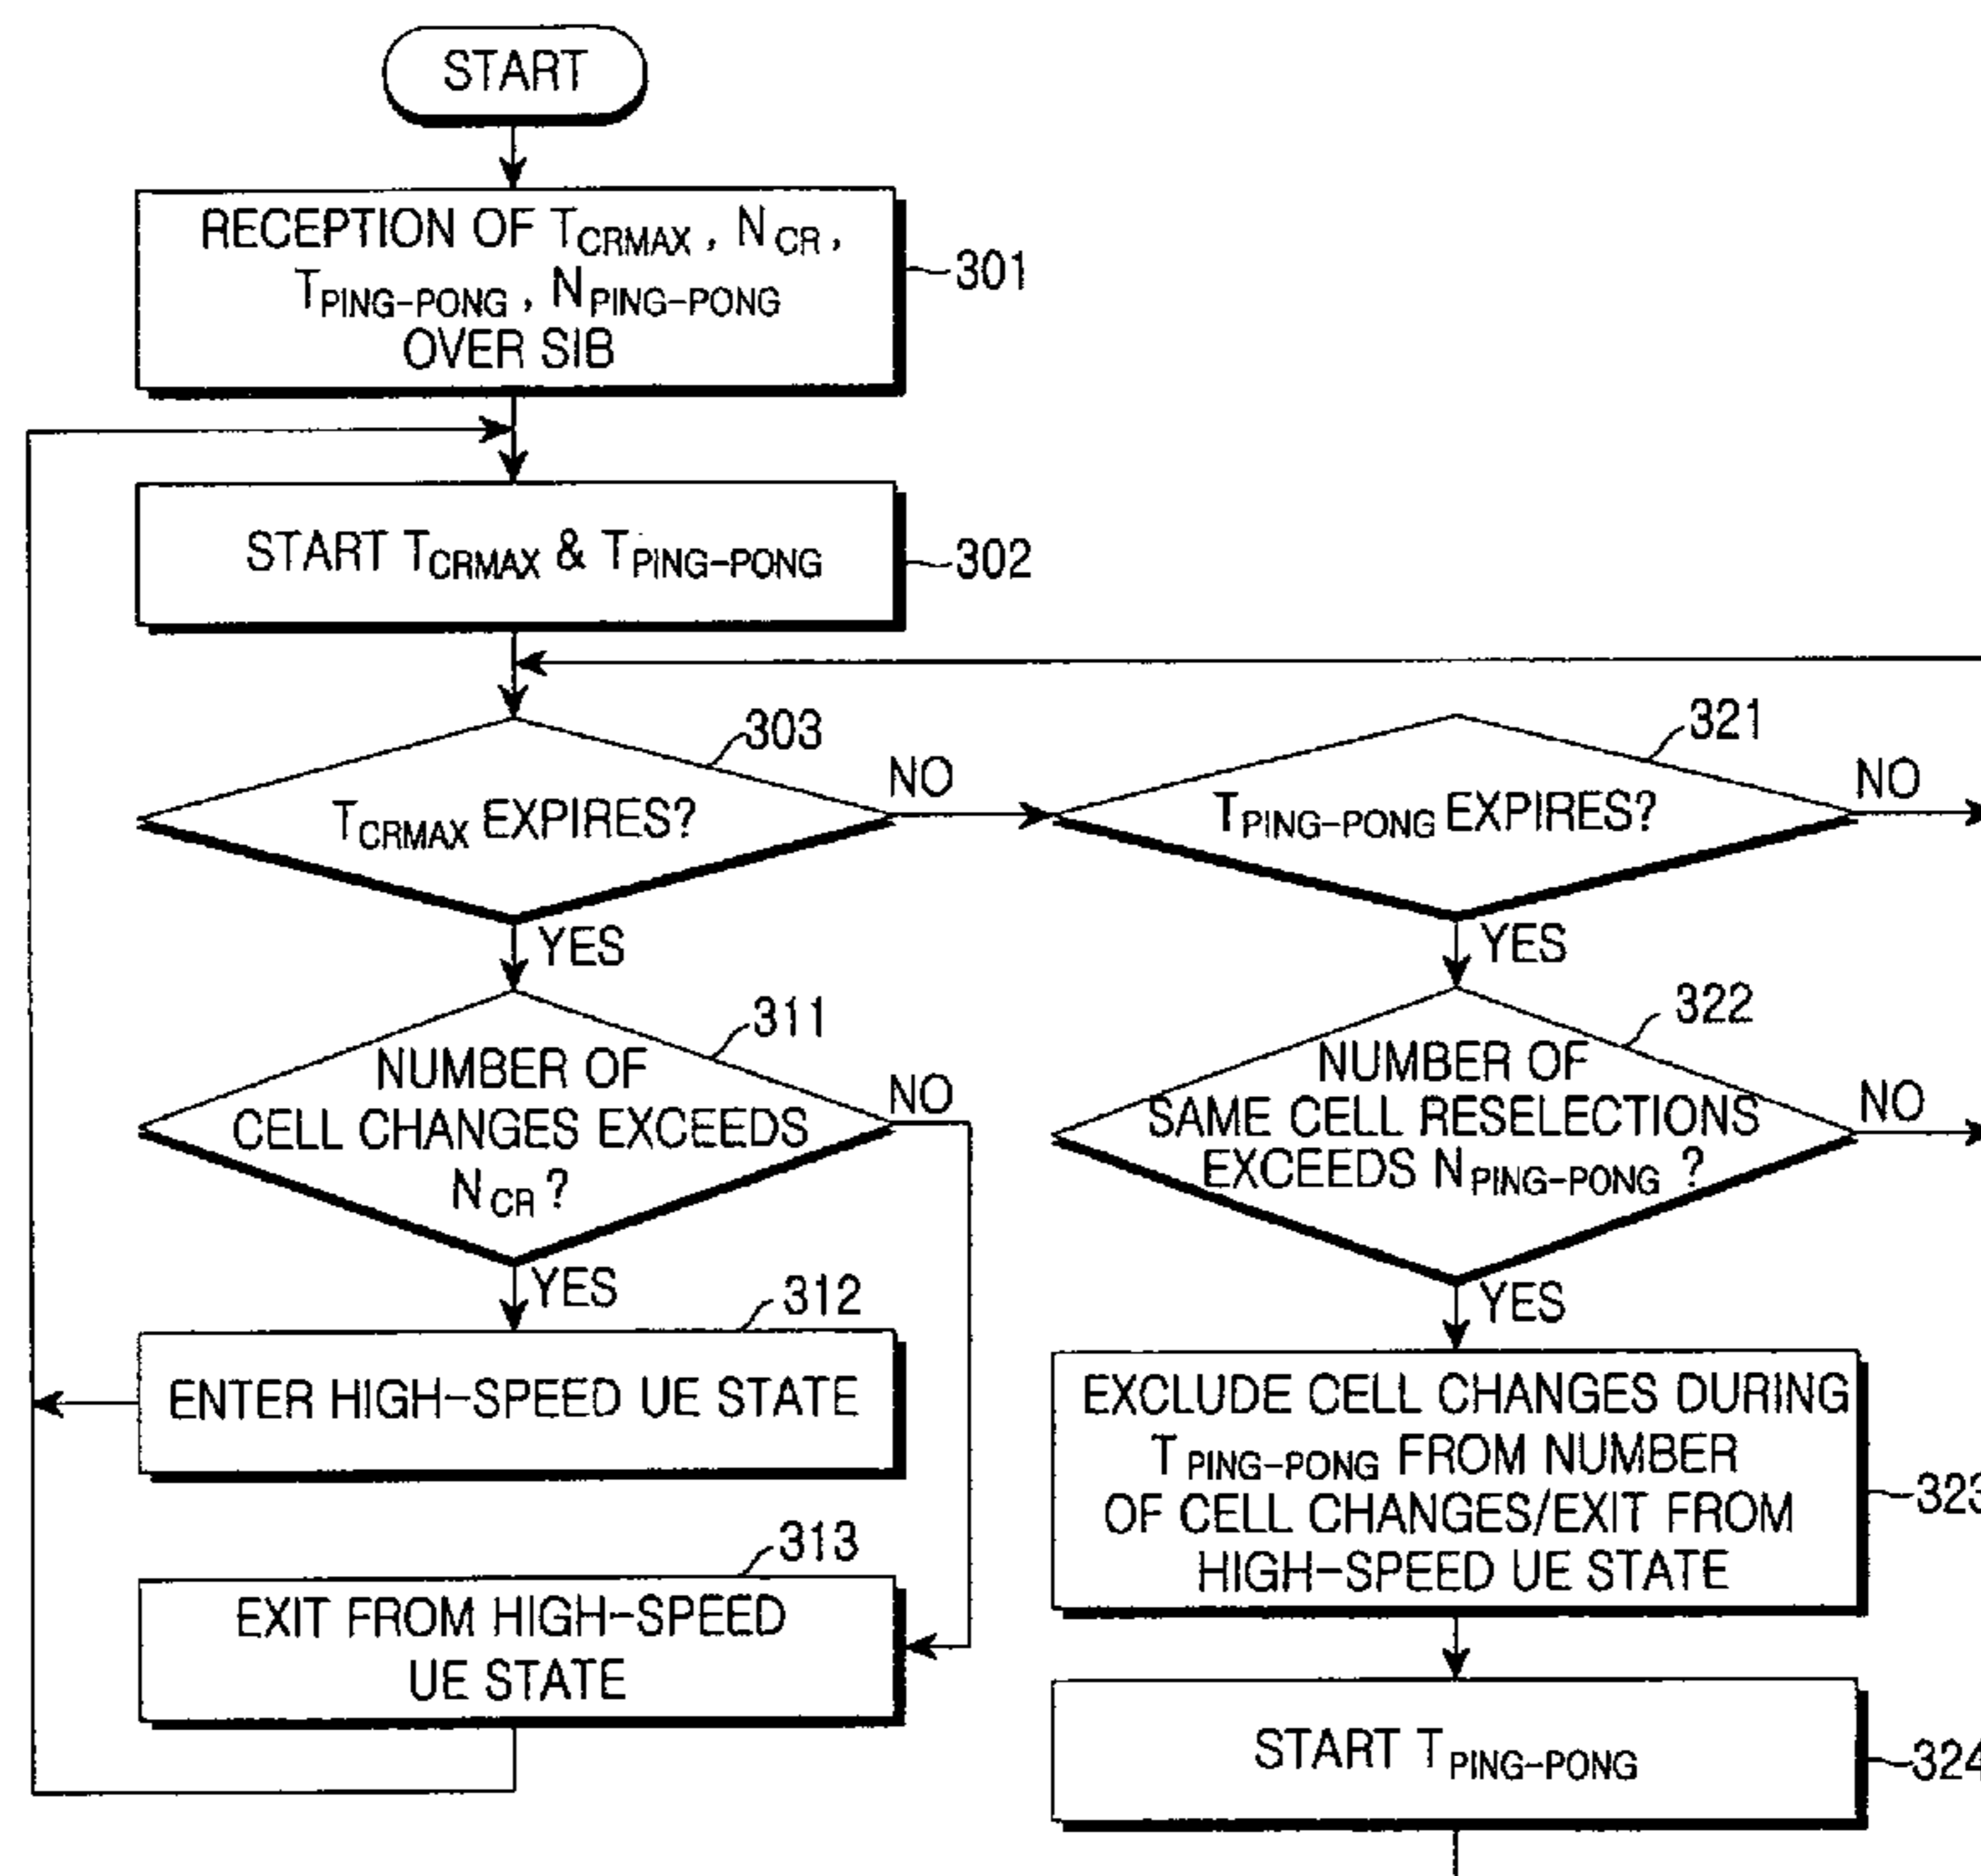 START
RECEPTION OF TCRMAX, NCR,
TPING-PONG, NPING-PONG
OVER SIB
301
START TCRMAX & TPING-PONG
302
303
TCRMAX EXPIRES?
NO
YES
321
TPING-PONG EXPIRES?
NO
YES
311
NUMBER OF
CELL CHANGES EXCEEDS
NCR?
NO
YES
322
NUMBER OF
SAME CELL RESELECTIONS
EXCEEDS NPING-PONG?
NO
YES
312
ENTER HIGH-SPEED UE STATE
313
EXIT FROM HIGH-SPEED
UE STATE
EXCLUDE CELL CHANGES DURING
TPING-PONG FROM NUMBER
OF CELL CHANGES/EXIT FROM
HIGH-SPEED UE STATE
323
START TPING-PONG
324